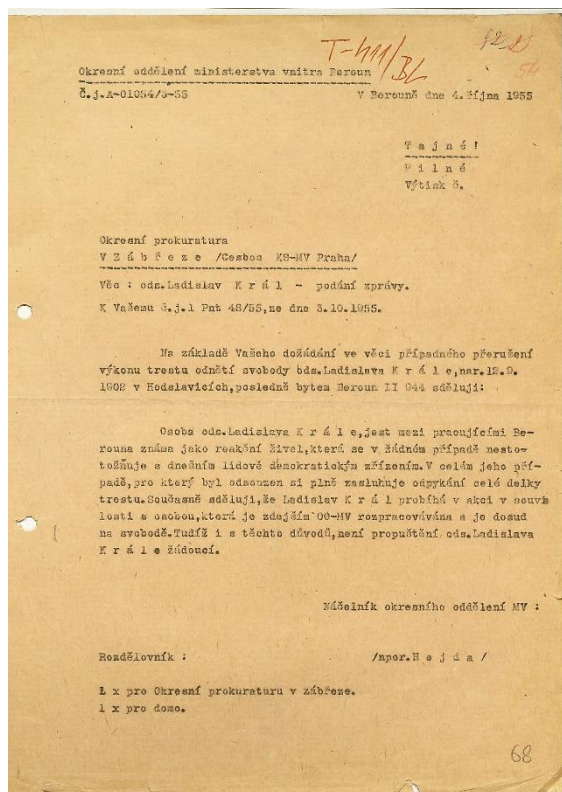 T-411/BL
Okresní oddělení ministerstva vnitra Beroun
Č.j.A-01054/3-55 V Berouně dne 4.října 1955
T a j n é !
P i l n é
Výtisk č.
Okresní prokuratura
V Z á b ř e z e /Cestou KS-MV Praha/
Věc : ods.Ladislav K r á l - podání zprávy.
K Vašemu č.j.1 Pnt 48/55,ze dne 3.10.1955.
Na základě Vašeho dožádání ve věci případného přerušení
výkonu trestu odnětí svobody ods.Ladislava K r á l e,nar.12.9.
1902 v Hodslavicích,posledně bytem Beroun II 944 sděluji:
Osoba ods.Ladislava K r á l e,jest mezi pracujícími Be-
rouna známa jako reakční živel,která se v žádném případě nesto-
tožňuje s dnešním lidově demokratickým zřízením.V celém jeho pří-
padě,pro který byl odsouzen si plně zasluhuje odpykání celé délky
trestu.Současně sděluji,že Ladislav K r á l probíhá v akci v souvis
losti s osobou,která je zdejším OO-MV rozpracovávána a je dosud
na svobodě.Tudíž i s těchto důvodů,není propuštění ods.Ladislava
K r á l e žádoucí.
Náčelník okresního oddělení MV :
Rozdělovník : /npor.H e j d a /
1 x pro Okresní prokuraturu v zábřeze.
1 x pro domo.
68